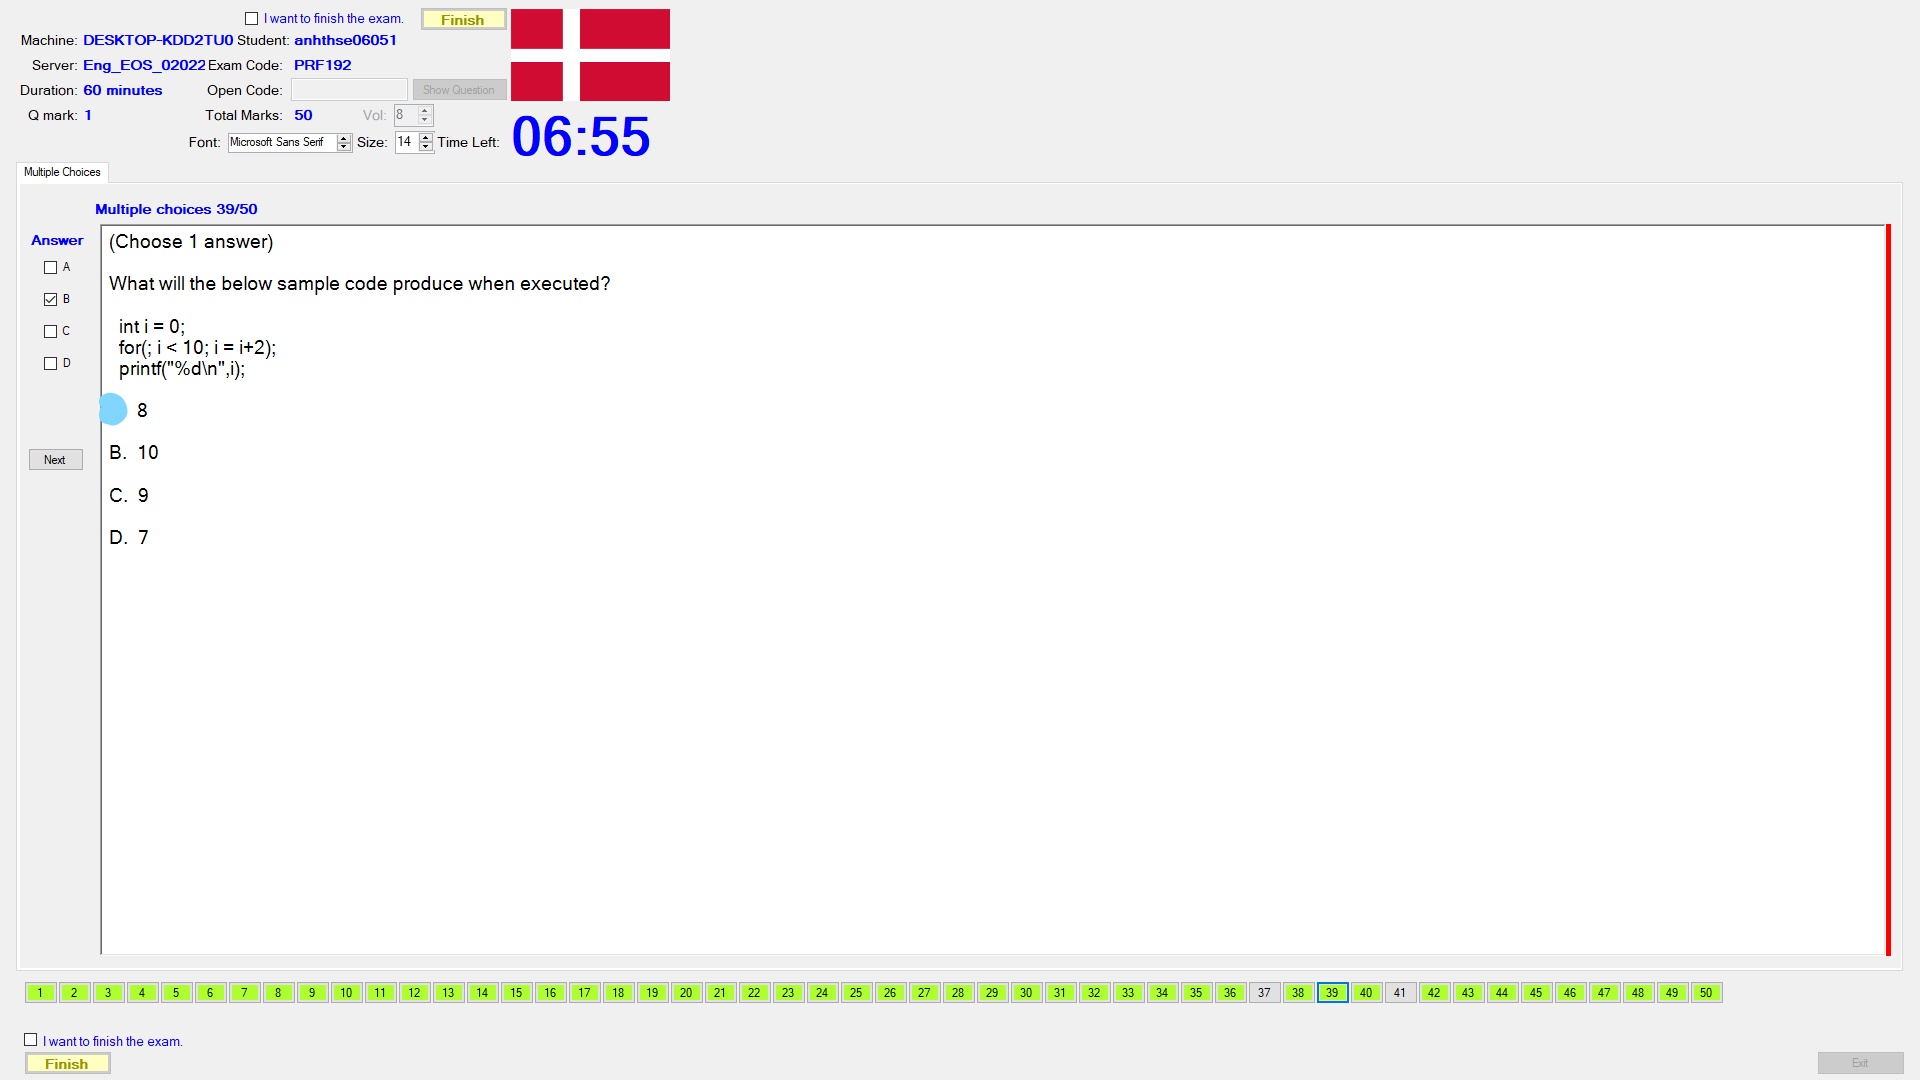 I want to finish the exam.
Finish
Machine: DESKTOP-KDD2TU0 Student: anhthse06051
Server: Eng_EOS_02022 Exam Code: PRF192
Duration: 60 minutes Open Code: Show Question
Q mark: 1 Total Marks: 50 Vol: 8
Font: Microsoft Sans Serif Size: 14 Time Left: 06:55
Multiple Choices
Multiple choices 39/50
Answer
A
B
C
D
Next
(Choose 1 answer)
What will the below sample code produce when executed?
int i = 0;
for(; i < 10; i = i+2);
printf("%d\n",i);
8
B. 10
C. 9
D. 7
1 2 3 4 5 6 7 8 9 10 11 12 13 14 15 16 17 18 19 20 21 22 23 24 25 26 27 28 29 30 31 32 33 34 35 36 37 38 39 40 41 42 43 44 45 46 47 48 49 50
I want to finish the exam.
Finish
Exit